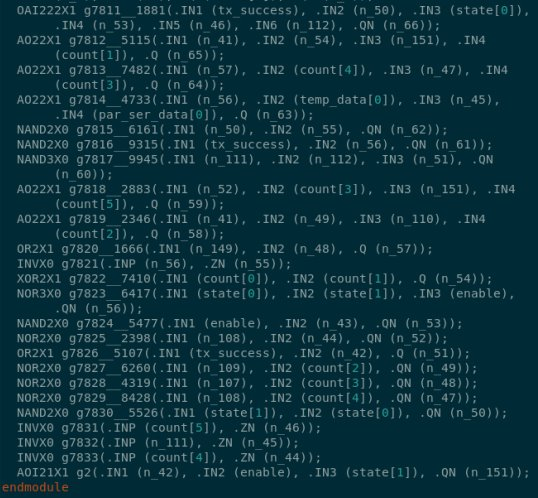 OAI222X1 g7811__1881(.IN1 (tx_success), .IN2 (n_50), .IN3 (state[0]),
.IN4 (n_53), .IN5 (n_46), .IN6 (n_112), .QN (n_66));
AO22X1 g7812__5115(.IN1 (n_41), .IN2 (n_54), .IN3 (n_151), .IN4
(count[1]), .Q (n_65));
AO22X1 g7813__7482(.IN1 (n_57), .IN2 (count[4]), .IN3 (n_47), .IN4
(count[3]), .Q (n_64));
AO22X1 g7814__4733(.IN1 (n_56), .IN2 (temp_data[0]), .IN3 (n_45),
.IN4 (par_ser_data[0]), .Q (n_63));
NAND2X0 g7815__6161(.IN1 (n_50), .IN2 (n_55), .QN (n_62));
NAND2X0 g7816__9315(.IN1 (tx_success), .IN2 (n_56), .QN (n_61));
NAND3X0 g7817__9945(.IN1 (n_111), .IN2 (n_112), .IN3 (n_51), .QN
(n_60));
AO22X1 g7818__2883(.IN1 (n_52), .IN2 (count[3]), .IN3 (n_151), .IN4
(count[5]), .Q (n_59));
AO22X1 g7819__2346(.IN1 (n_41), .IN2 (n_49), .IN3 (n_110), .IN4
(count[2]), .Q (n_58));
OR2X1 g7820__1666(.IN1 (n_149), .IN2 (n_48), .Q (n_57));
INVX0 g7821(.INP (n_56), .ZN (n_55));
XOR2X1 g7822__7410(.IN1 (count[0]), .IN2 (count[1]), .Q (n_54));
NOR3X0 g7823__6417(.IN1 (state[0]), .IN2 (state[1]), .IN3 (enable),
.QN (n_56));
NAND2X0 g7824__5477(.IN1 (enable), .IN2 (n_43), .QN (n_53));
NOR2X0 g7825__2398(.IN1 (n_108), .IN2 (n_44), .QN (n_52));
OR2X1 g7826__5107(.IN1 (tx_success), .IN2 (n_42), .Q (n_51));
NOR2X0 g7827__6260(.IN1 (n_109), .IN2 (count[2]), .QN (n_49));
NOR2X0 g7828__4319(.IN1 (n_107), .IN2 (count[3]), .QN (n_48));
NOR2X0 g7829__8428(.IN1 (n_108), .IN2 (count[4]), .QN (n_47));
NAND2X0 g7830__5526(.IN1 (state[1]), .IN2 (state[0]), .QN (n_50));
INVX0 g7831(.INP (count[5]), .ZN (n_46));
INVX0 g7832(.INP (n_111), .ZN (n_45));
INVX0 g7833(.INP (count[4]), .ZN (n_44));
AOI21X1 g2(.IN1 (n_42), .IN2 (enable), .IN3 (state[1]), .QN (n_151));
endmodule